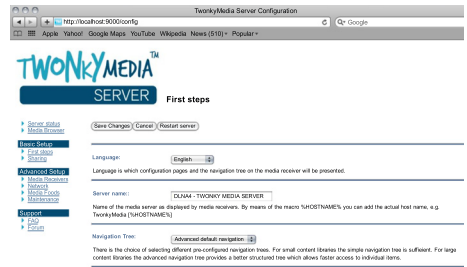 TwonkyMedia Server Configuration
http://localhost:9000/config
Google
Apple Yahoo! Google Maps YouTube Wikipedia News (510) Popular
TWONKYMEDIA TM
SERVER
First steps
Server status
Media Browser
Save Changes Cancel Restart server
Basic Setup
First steps
Sharing
Advanced Setup
Media Receivers
Network
Media Feeds
Maintenance
Support
FAQ
Forum
Language: English
Language is which configuration pages and the navigation tree on the media receiver will be presented.
Server name:: DLNA4 - TWONKY MEDIA SERVER
Name of the media server as displayed by media receivers. By means of the macro %HOSTNAME% you can add the actual host name, e.g.
TwonkyMedia [%HOSTNAME%]
Navigation Tree: Advanced default navigation
There is the choice of selecting different pre-configured navigation trees. For small content libraries the simple navigation tree is sufficient. For large
content libraries the advanced navigation tree provides a better structured tree which allows faster access to individual items.